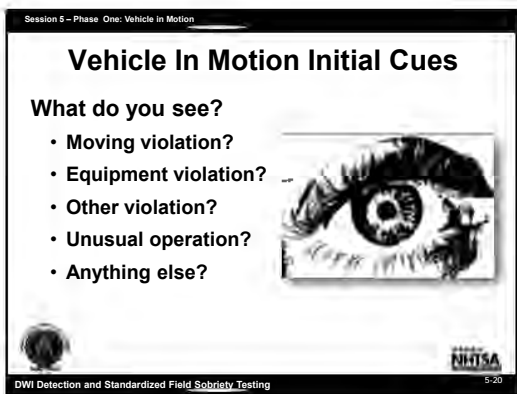 Session 5 – Phase One: Vehicle in Motion
Vehicle In Motion Initial Cues
What do you see?
• Moving violation?
• Equipment violation?
• Other violation?
• Unusual operation?
• Anything else?
NHTSA
DWI Detection and Standardized Field Sobriety Testing
5-20